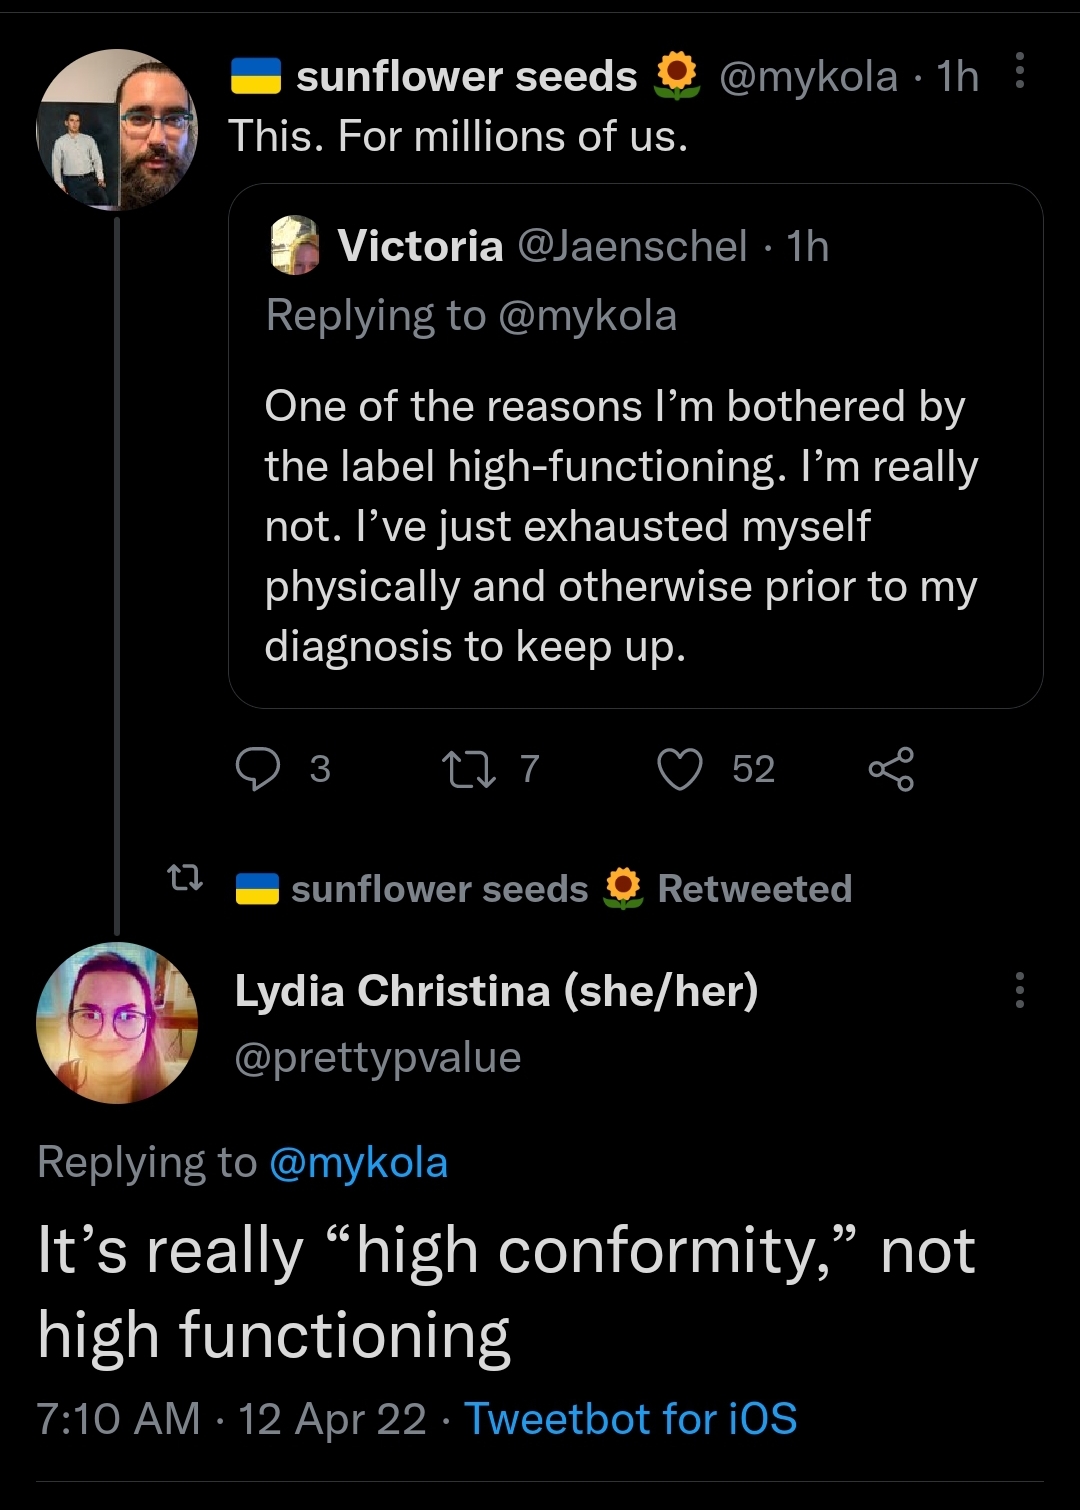 🇺🇦 sunflower seeds 🌻 @mykola · 1h
This. For millions of us.
Victoria @Jaenschel · 1h
Replying to @mykola
One of the reasons I’m bothered by
the label high-functioning. I’m really
not. I’ve just exhausted myself
physically and otherwise prior to my
diagnosis to keep up.
3 7 52
🇺🇦 sunflower seeds 🌻 Retweeted
Lydia Christina (she/her)
@prettypvalue
Replying to @mykola
It’s really “high conformity,” not
high functioning
7:10 AM · 12 Apr 22 · Tweetbot for iOS